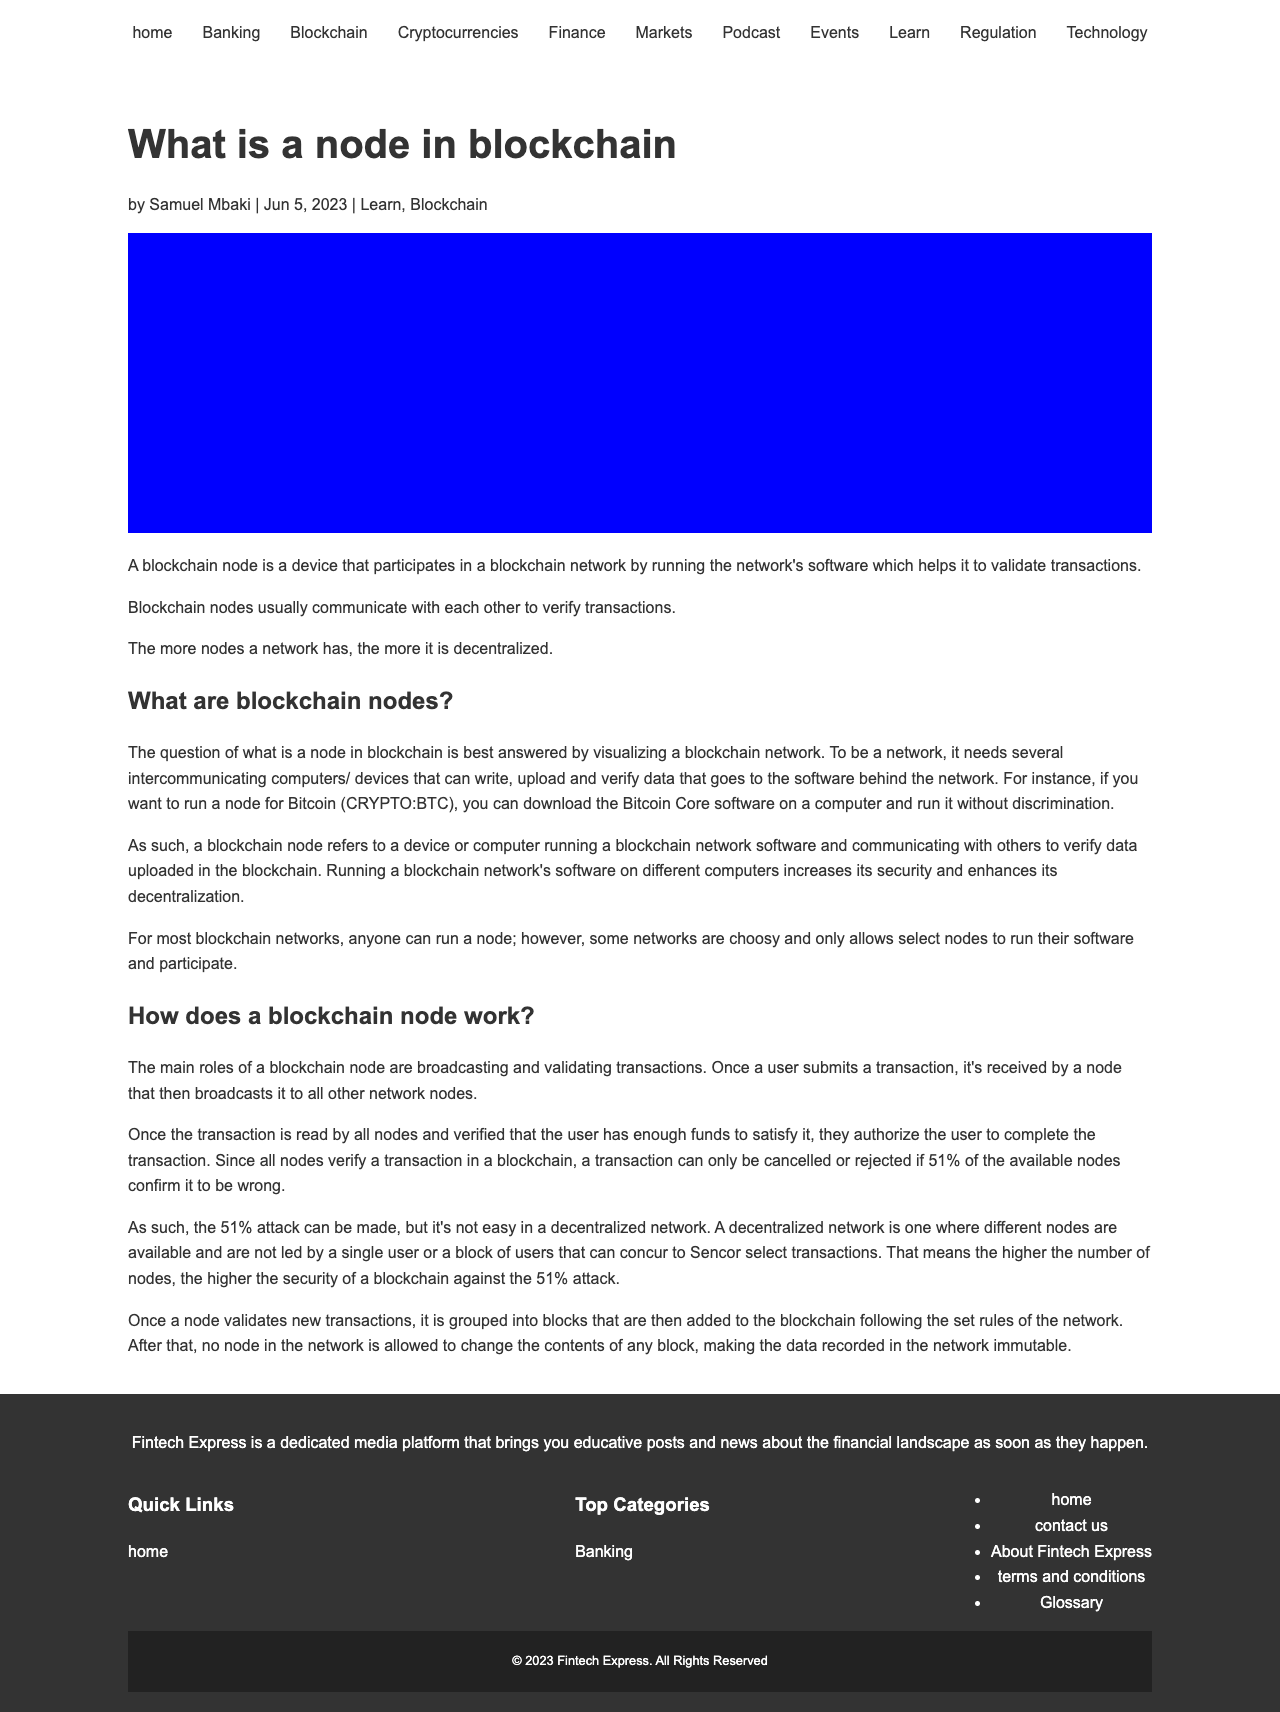 home Banking Blockchain Cryptocurrencies Finance Markets Podcast Events Learn Regulation Technology
What is a node in blockchain
by Samuel Mbaki | Jun 5, 2023 | Learn, Blockchain
A blockchain node is a device that participates in a blockchain network by running the network's software which helps it to validate transactions.
Blockchain nodes usually communicate with each other to verify transactions.
The more nodes a network has, the more it is decentralized.
What are blockchain nodes?
The question of what is a node in blockchain is best answered by visualizing a blockchain network. To be a network, it needs several
intercommunicating computers/ devices that can write, upload and verify data that goes to the software behind the network. For instance, if you
want to run a node for Bitcoin (CRYPTO:BTC), you can download the Bitcoin Core software on a computer and run it without discrimination.
As such, a blockchain node refers to a device or computer running a blockchain network software and communicating with others to verify data
uploaded in the blockchain. Running a blockchain network's software on different computers increases its security and enhances its
decentralization.
For most blockchain networks, anyone can run a node; however, some networks are choosy and only allows select nodes to run their software
and participate.
How does a blockchain node work?
The main roles of a blockchain node are broadcasting and validating transactions. Once a user submits a transaction, it's received by a node
that then broadcasts it to all other network nodes.
Once the transaction is read by all nodes and verified that the user has enough funds to satisfy it, they authorize the user to complete the
transaction. Since all nodes verify a transaction in a blockchain, a transaction can only be cancelled or rejected if 51% of the available nodes
confirm it to be wrong.
As such, the 51% attack can be made, but it's not easy in a decentralized network. A decentralized network is one where different nodes are
available and are not led by a single user or a block of users that can concur to Sencor select transactions. That means the higher the number of
nodes, the higher the security of a blockchain against the 51% attack.
Once a node validates new transactions, it is grouped into blocks that are then added to the blockchain following the set rules of the network.
After that, no node in the network is allowed to change the contents of any block, making the data recorded in the network immutable.
Fintech Express is a dedicated media platform that brings you educative posts and news about the financial landscape as soon as they happen.
Quick Links
home
Top Categories
Banking
• home
• contact us
• About Fintech Express
• terms and conditions
• Glossary
© 2023 Fintech Express. All Rights Reserved